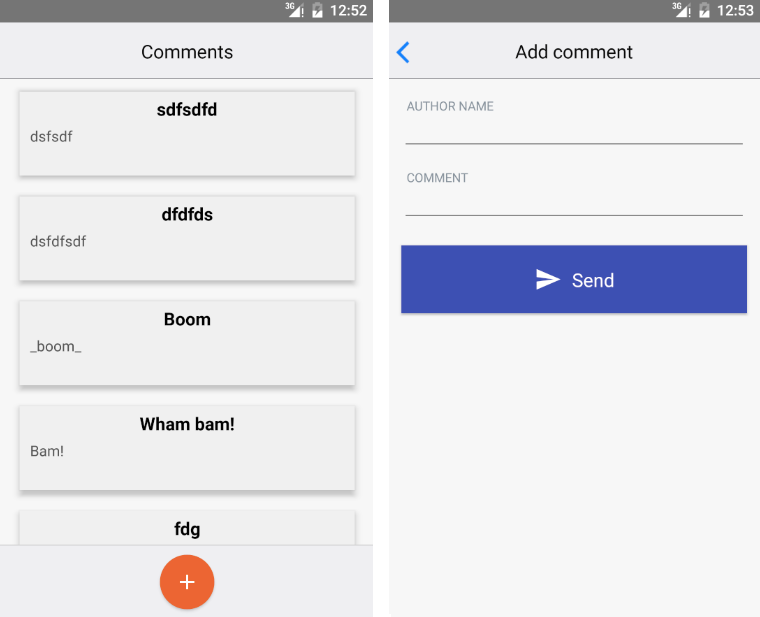 3G 12:52
Comments
sdfsdfd
dsfsdf
dfdfds
dsfdfsdf
Boom
_boom_
Wham bam!
Bam!
fdg
+
3G 12:53
Add comment
AUTHOR NAME
COMMENT
Send